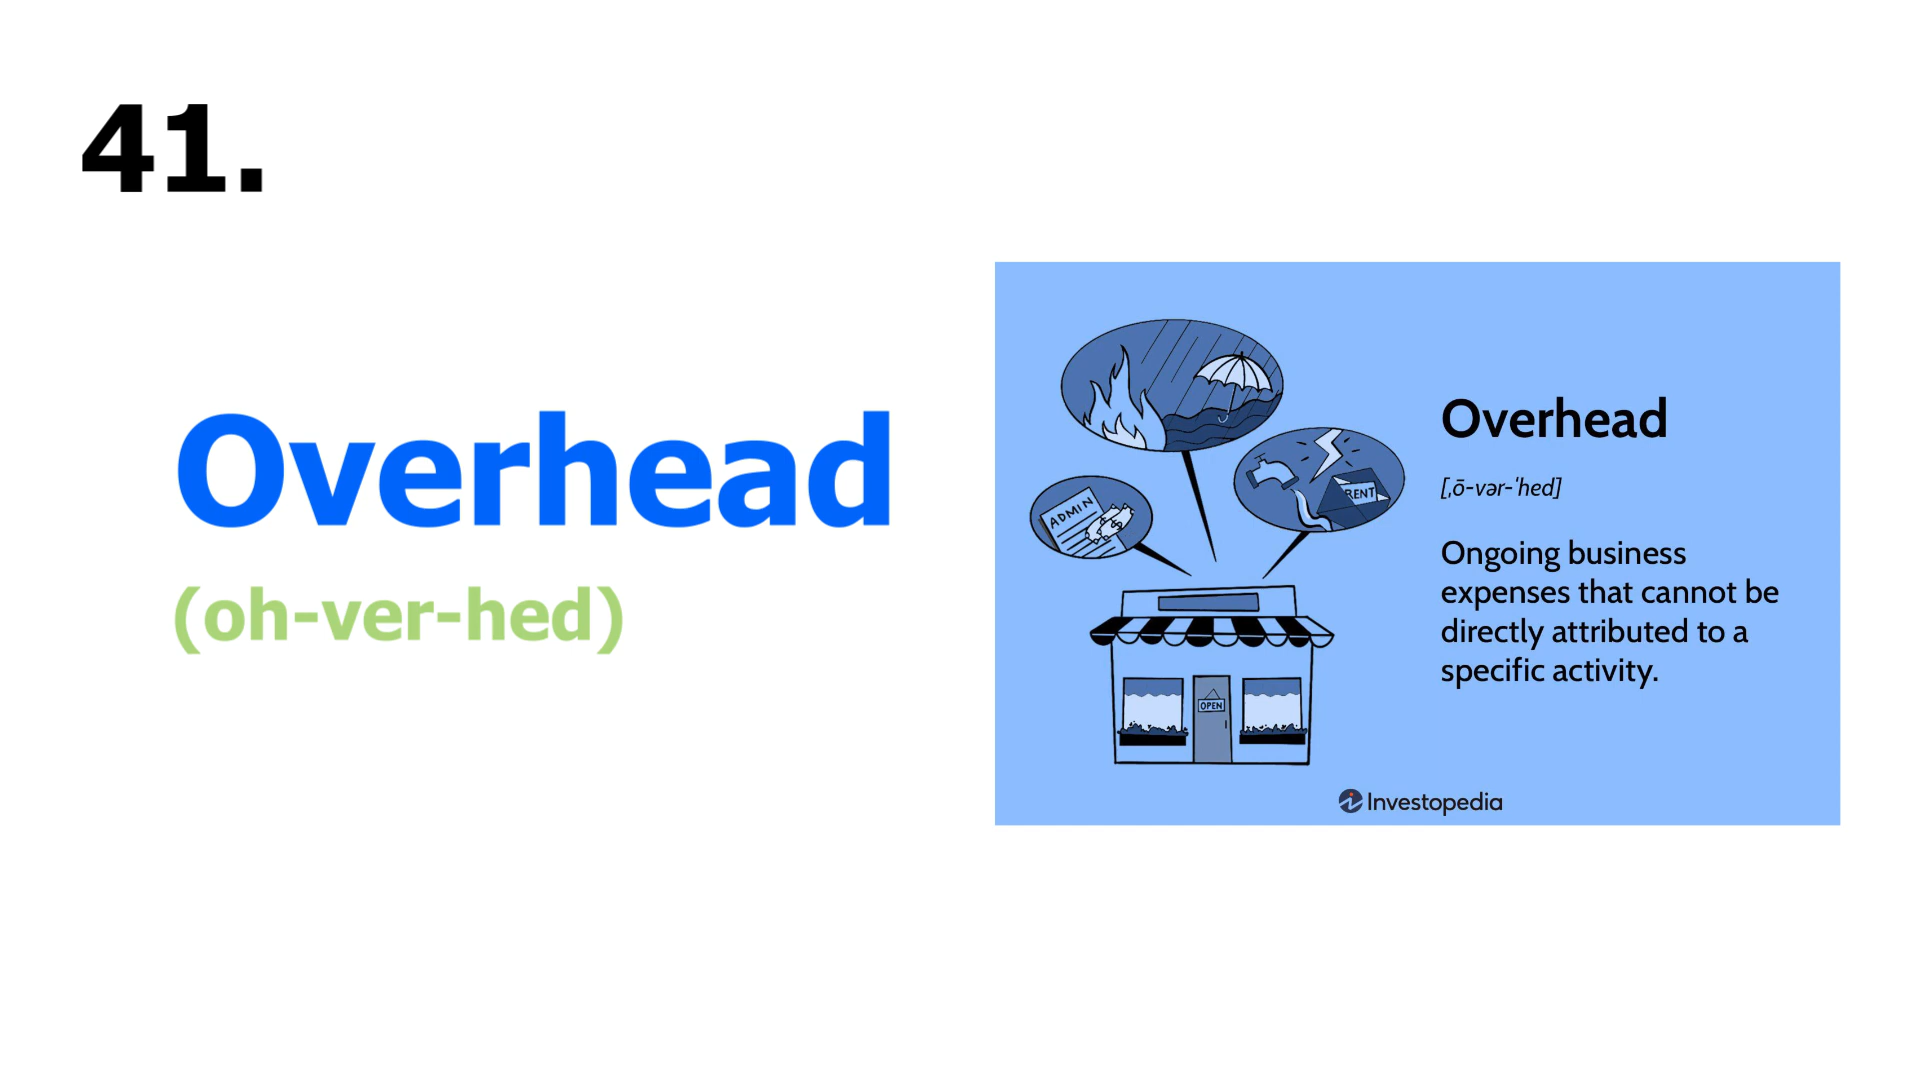 41.
Overhead
(oh-ver-hed)
ADMIN
RENT
OPEN
Overhead
[ˌō-vər-ˈhed]
Ongoing business
expenses that cannot be
directly attributed to a
specific activity.
Investopedia